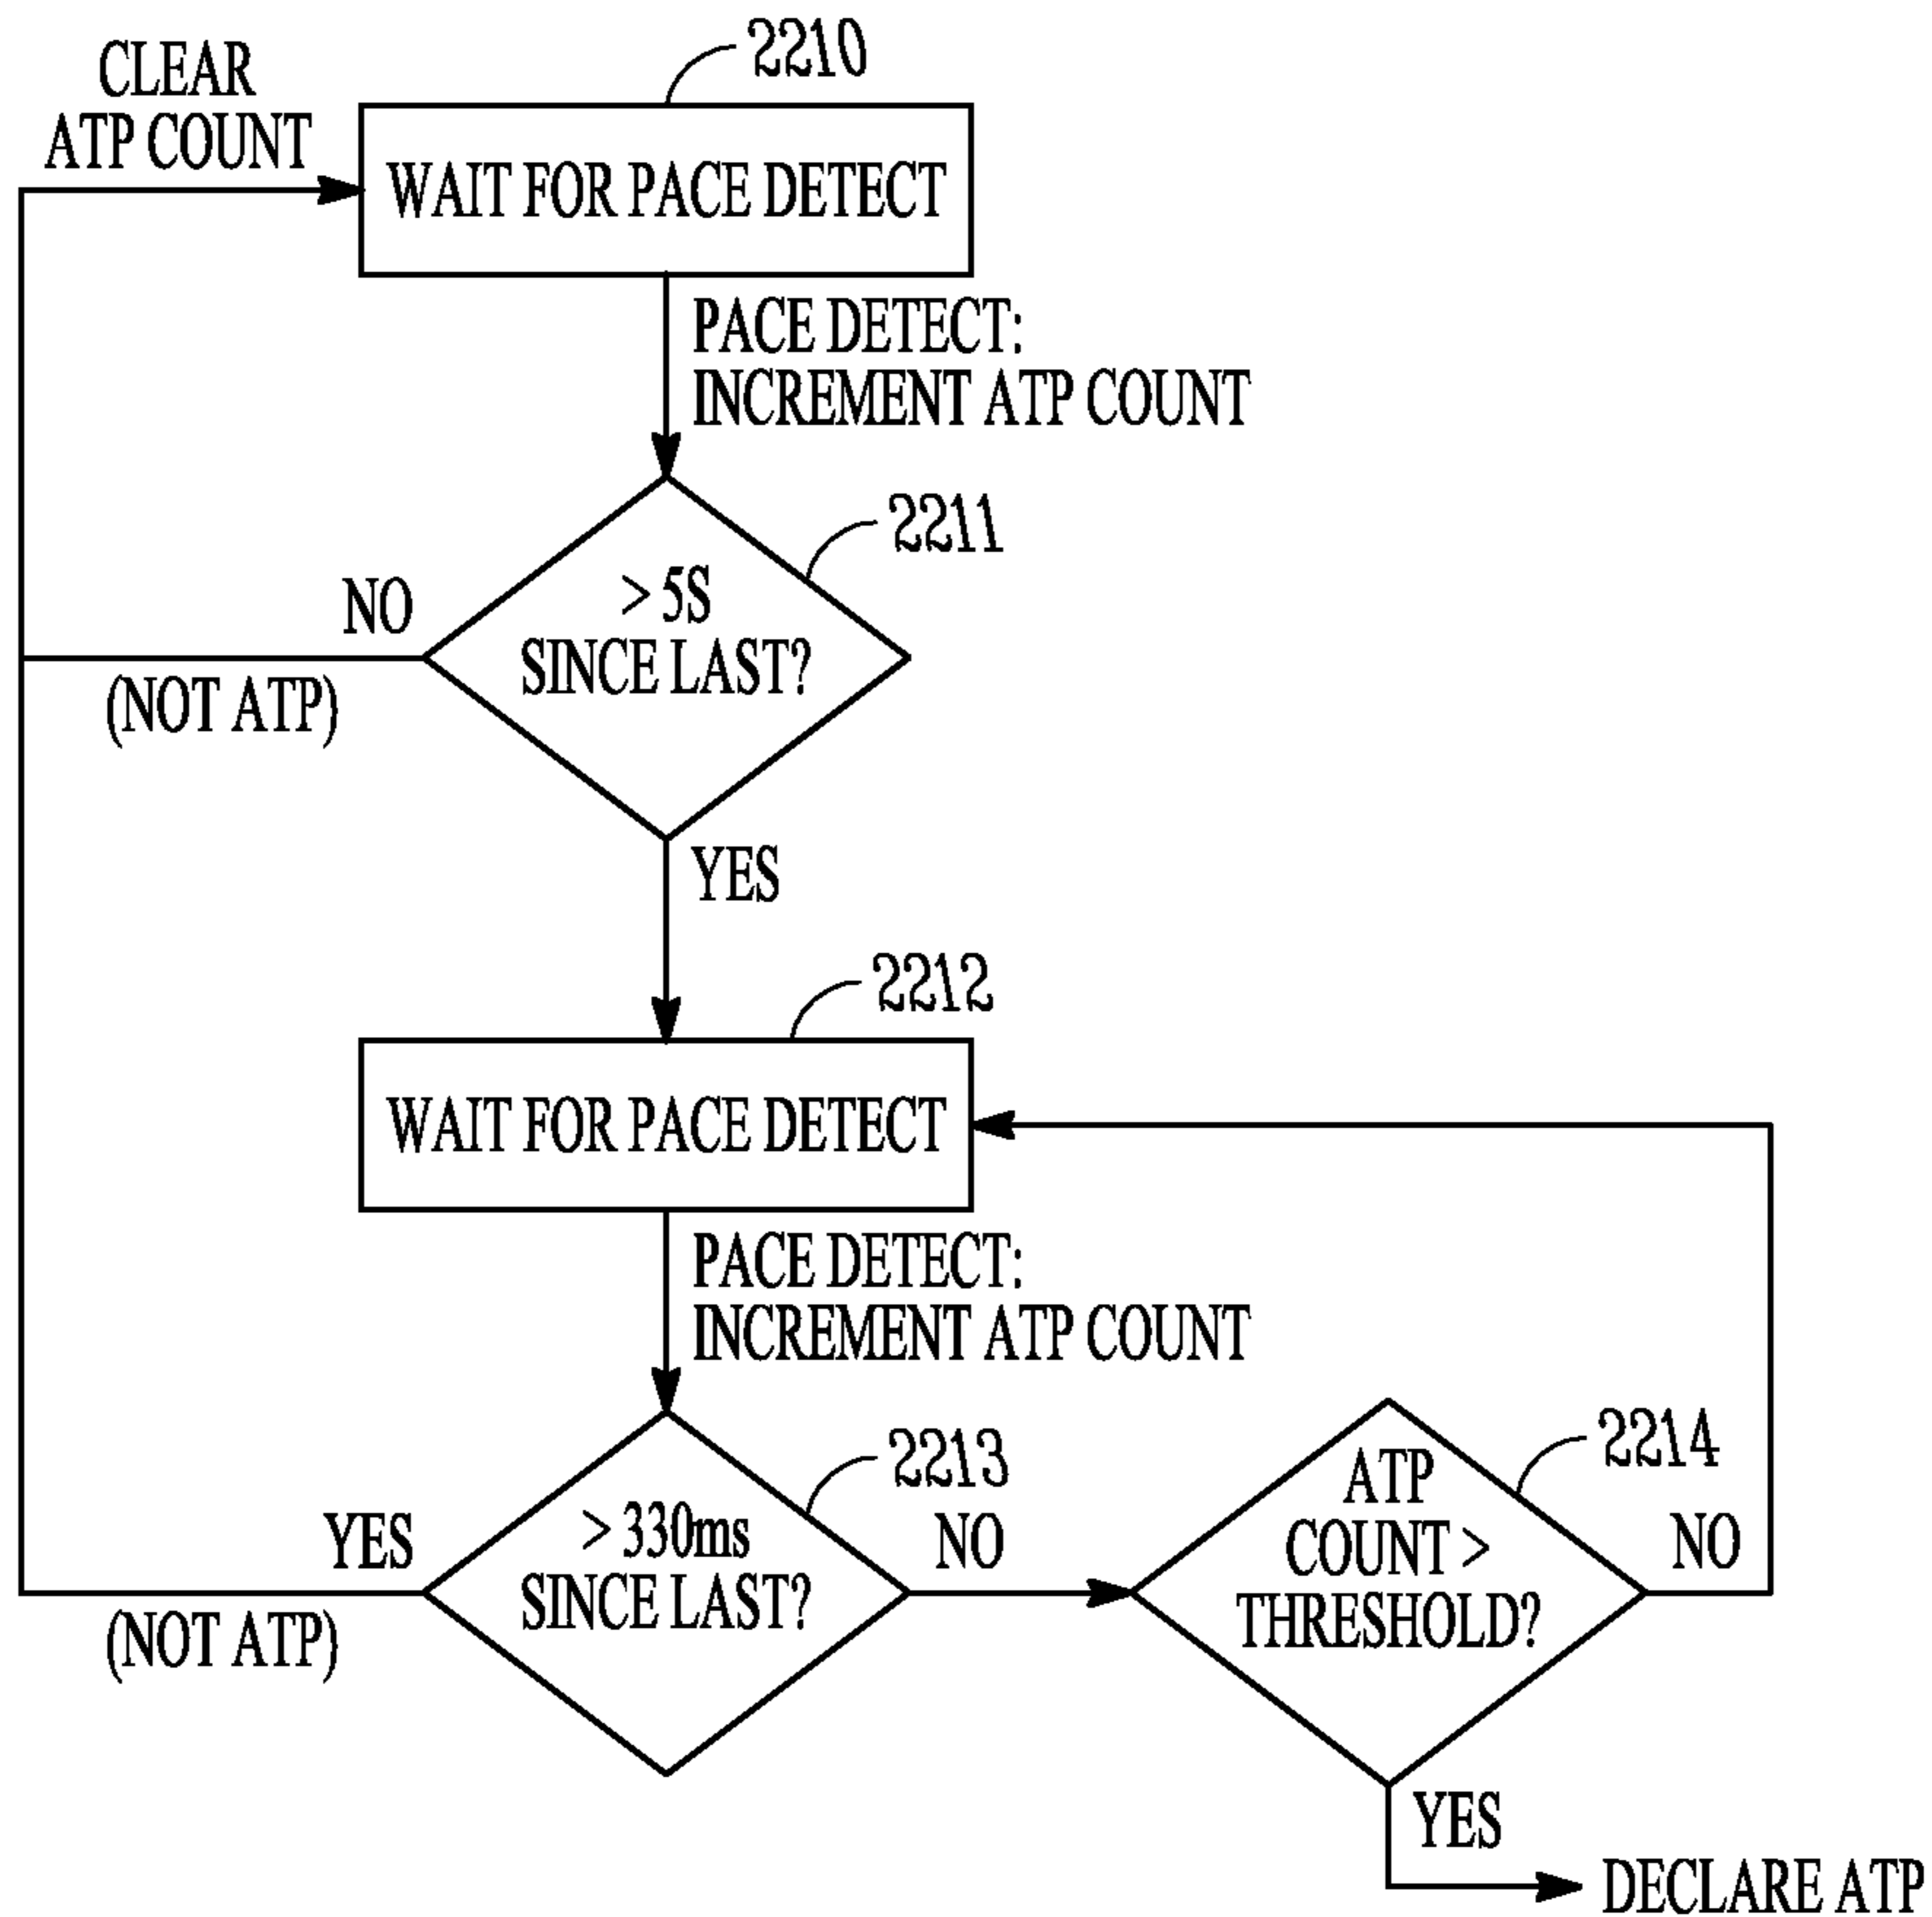 2210
CLEAR
ATP COUNT
WAIT FOR PACE DETECT
PACE DETECT:
INCREMENT ATP COUNT
2211
> 5S
SINCE LAST?
NO
(NOT ATP)
YES
2212
WAIT FOR PACE DETECT
PACE DETECT:
INCREMENT ATP COUNT
2213
> 330ms
SINCE LAST?
YES
(NOT ATP)
NO
2214
ATP
COUNT >
THRESHOLD?
NO
YES
DECLARE ATP